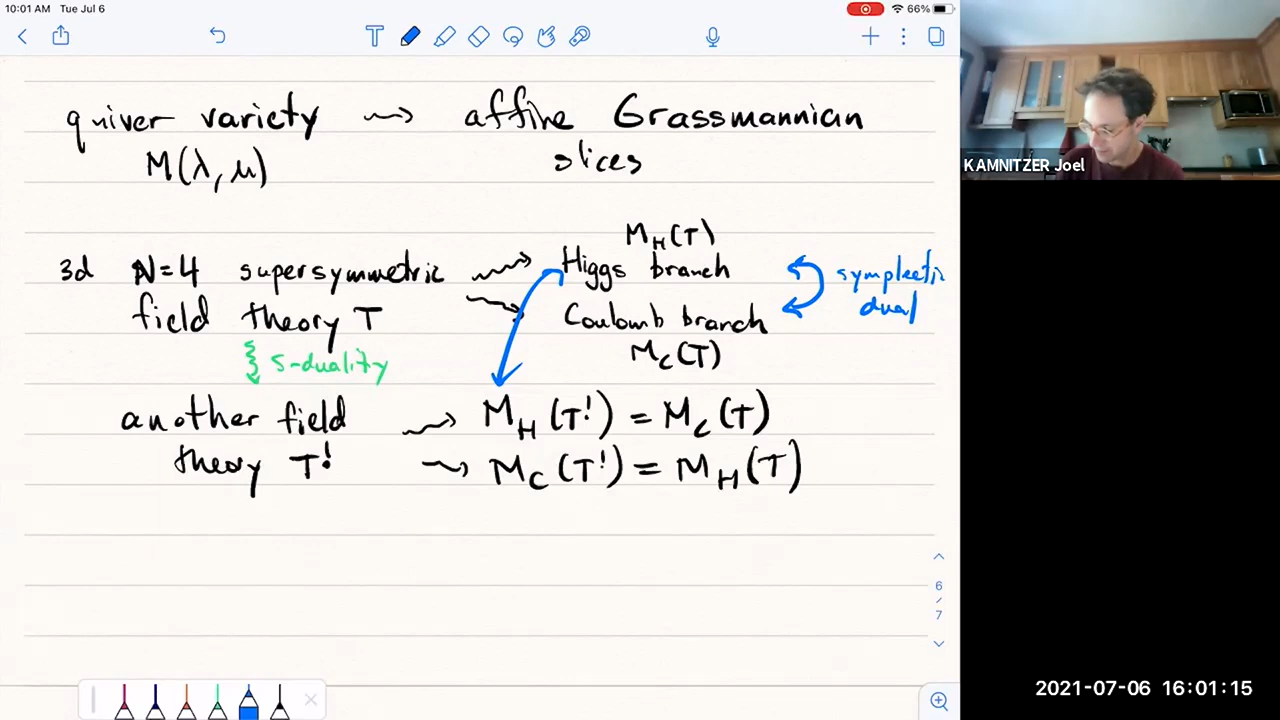 10:01 AM Tue Jul 6
66%
T
quiver variety ⇝ affine Grassmannian
M(λ, μ) slices
M_H(T)
3d N=4 supersymmetric ⇝ Higgs branch
field theory T ⇝ Coulomb branch
symplectic
dual
M_C(T)
S-duality
another field ⇝ M_H(T!) = M_C(T)
theory T! ⇝ M_C(T!) = M_H(T)
6
/
7
KAMNITZER Joel
2021-07-06 16:01:15